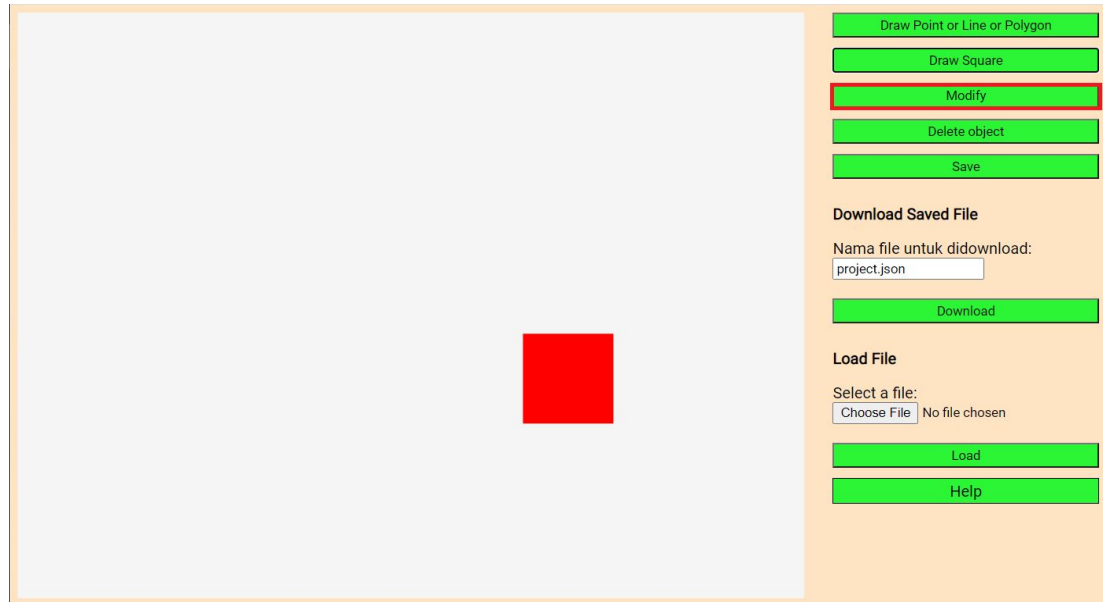 Draw Point or Line or Polygon
Draw Square
Modify
Delete object
Save
Download Saved File
Nama file untuk didownload:
project.json
Download
Load File
Select a file:
Choose File No file chosen
Load
Help